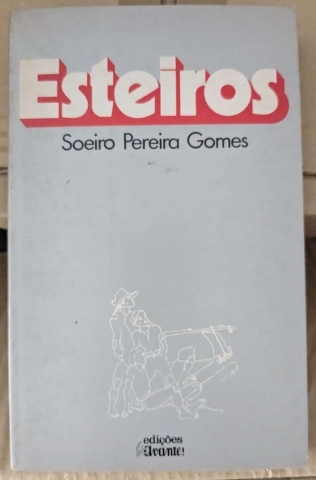 Esteiros
Soeiro Pereira Gomes
edições
Avante!